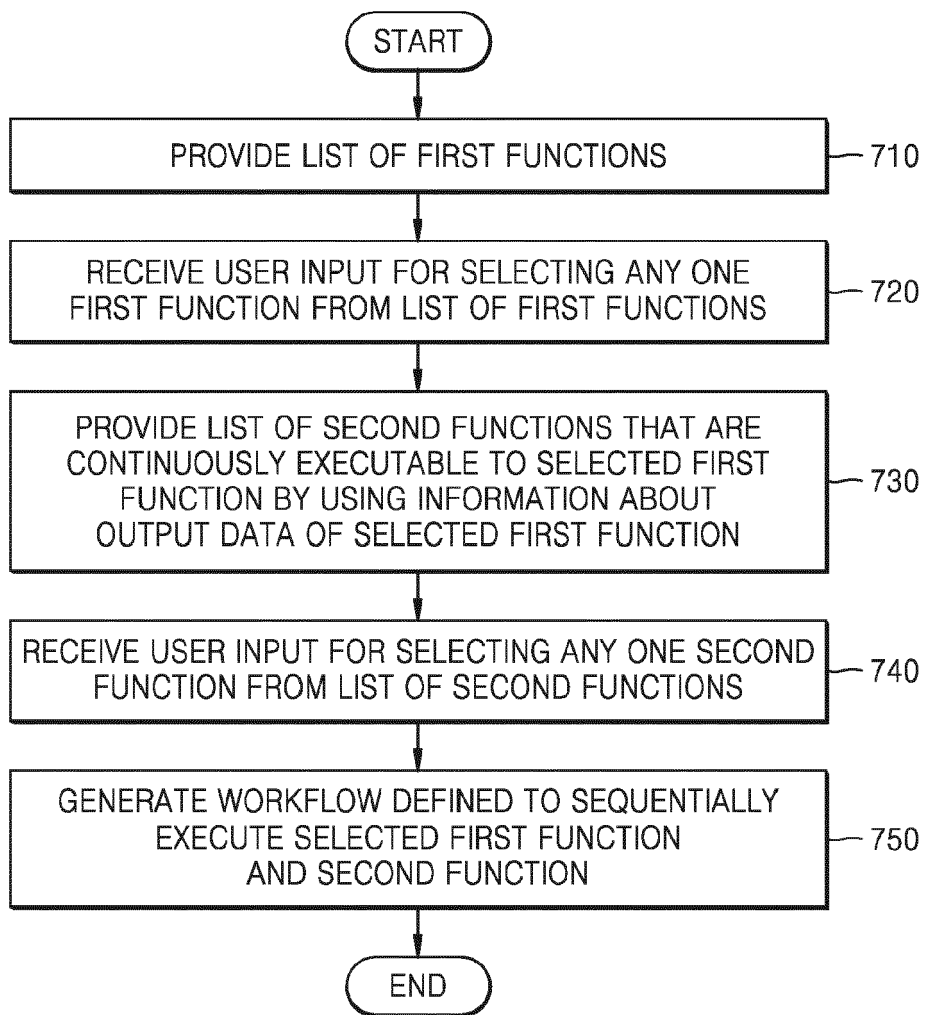 START
PROVIDE LIST OF FIRST FUNCTIONS
710
RECEIVE USER INPUT FOR SELECTING ANY ONE
FIRST FUNCTION FROM LIST OF FIRST FUNCTIONS
720
PROVIDE LIST OF SECOND FUNCTIONS THAT ARE
CONTINUOUSLY EXECUTABLE TO SELECTED FIRST
FUNCTION BY USING INFORMATION ABOUT
OUTPUT DATA OF SELECTED FIRST FUNCTION
730
RECEIVE USER INPUT FOR SELECTING ANY ONE SECOND
FUNCTION FROM LIST OF SECOND FUNCTIONS
740
GENERATE WORKFLOW DEFINED TO SEQUENTIALLY
EXECUTE SELECTED FIRST FUNCTION
AND SECOND FUNCTION
750
END